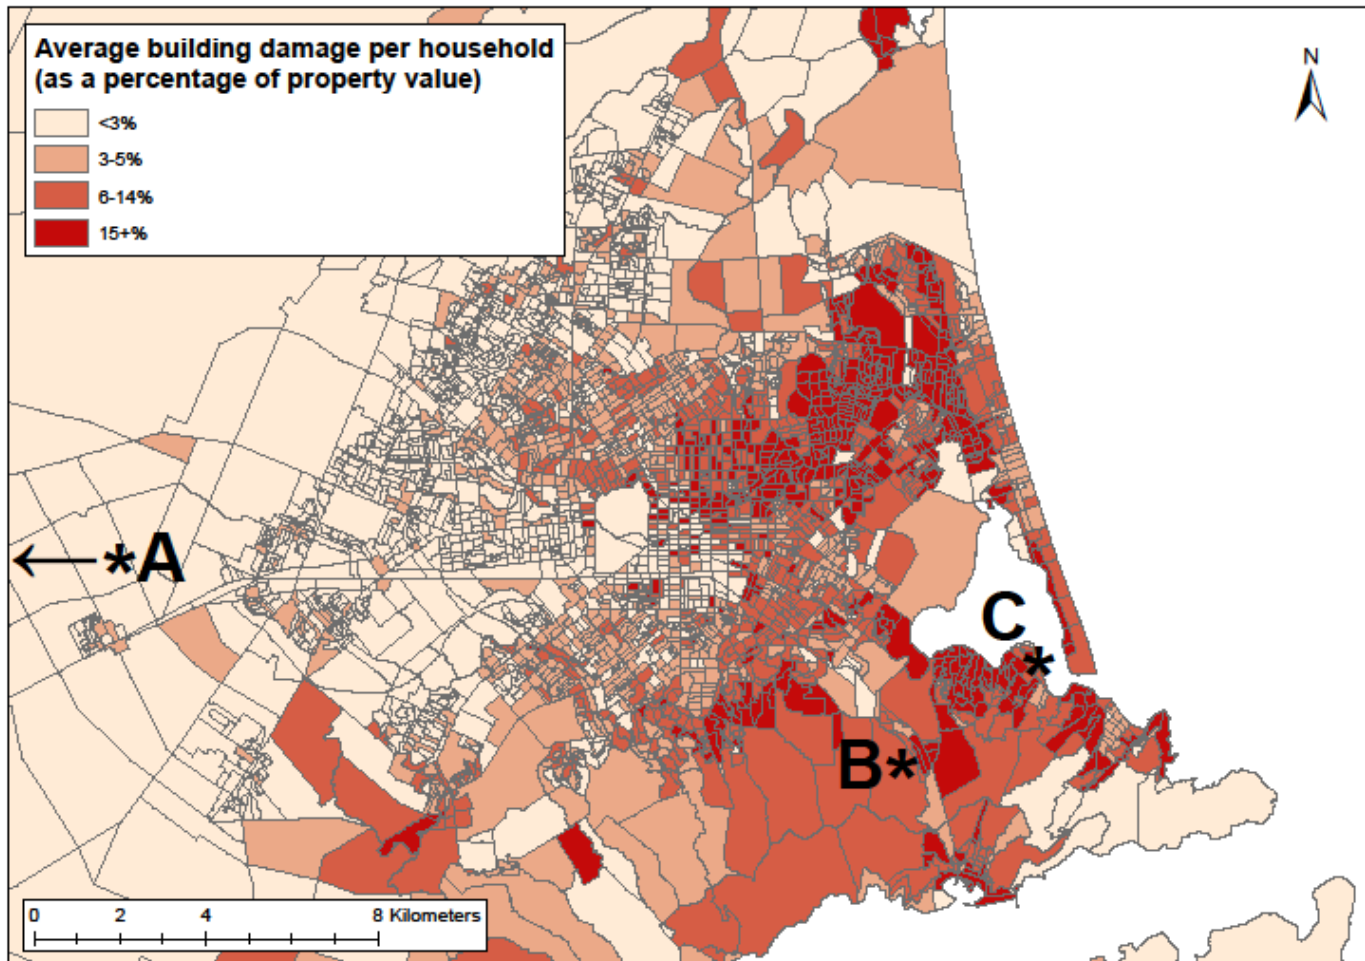 Average building damage per household
(as a percentage of property value)
<3%
3-5%
6-14%
15+%
N
←*A
C
*
B*
0 2 4 8 Kilometers